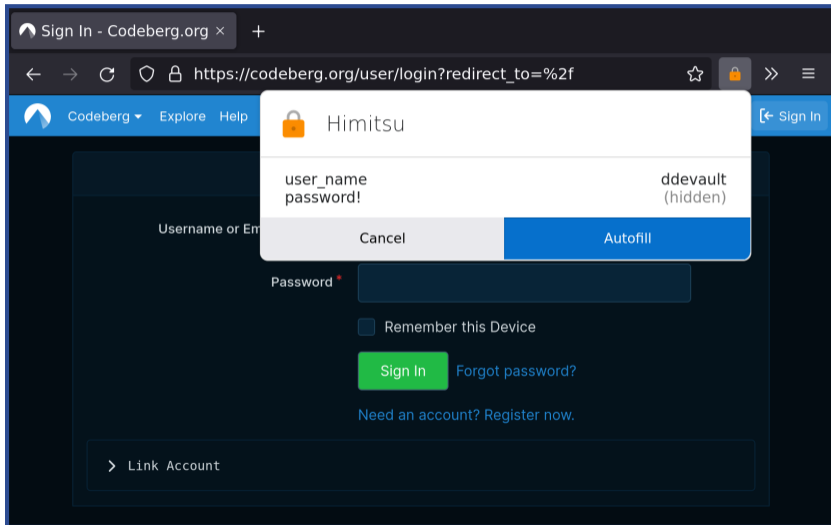 Sign In - Codeberg.org × +
https://codeberg.org/user/login?redirect_to=%2f
Codeberg Explore Help
Sign In
Himitsu
user_name ddevault
password! (hidden)
Cancel Autofill
Username or Em
Password *
Remember this Device
Sign In Forgot password?
Need an account? Register now.
Link Account